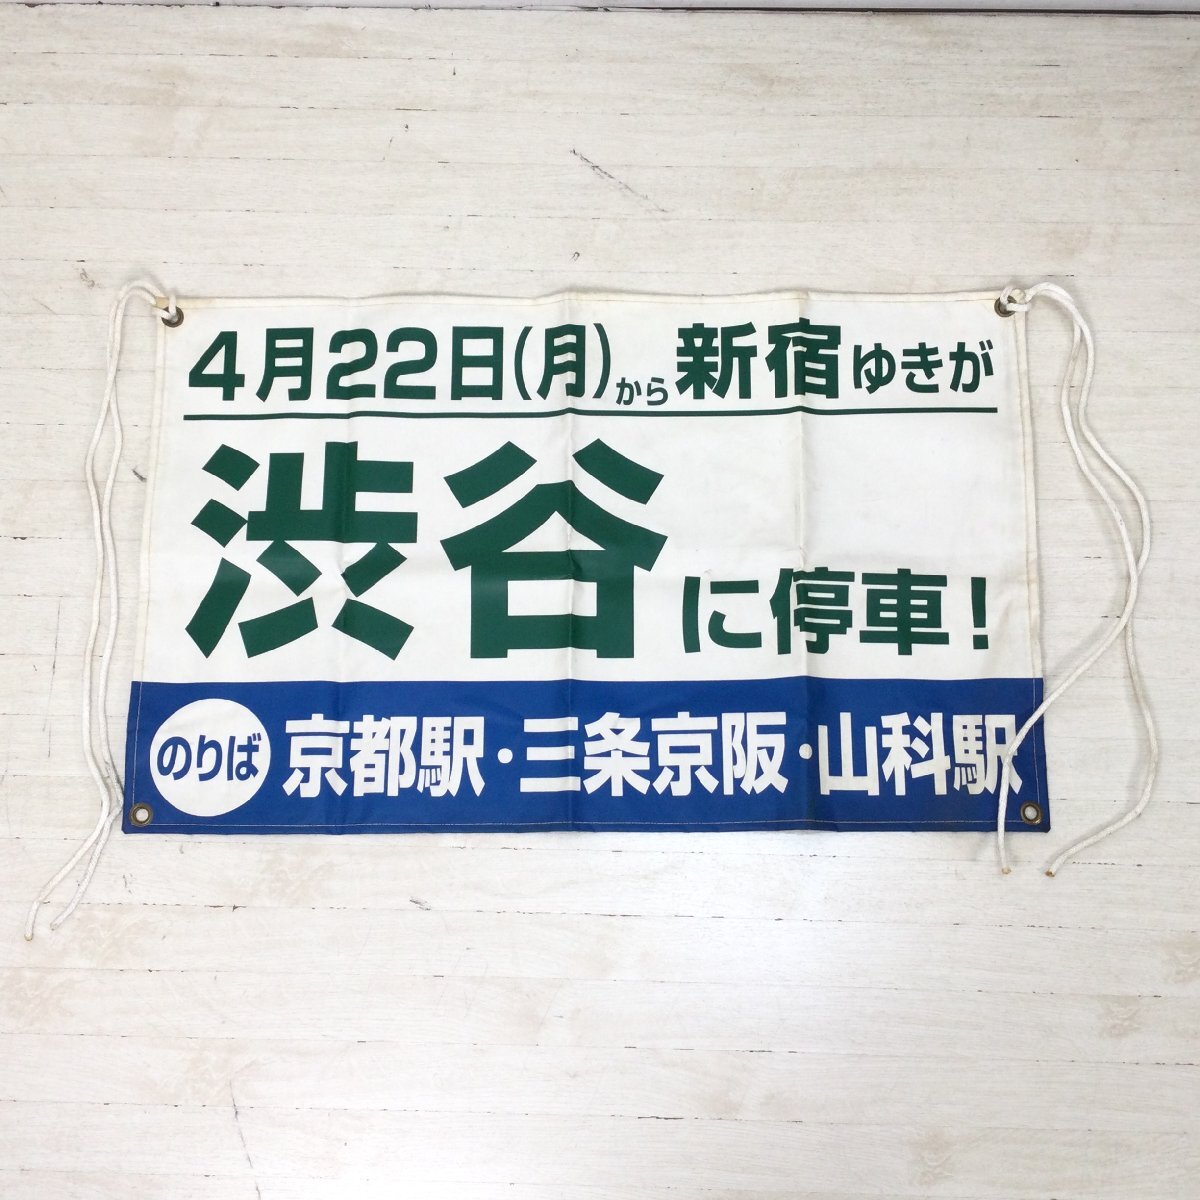 4月22日(月)から新宿ゆきが
渋谷に停車!
のりば 京都駅・三条京阪・山科駅